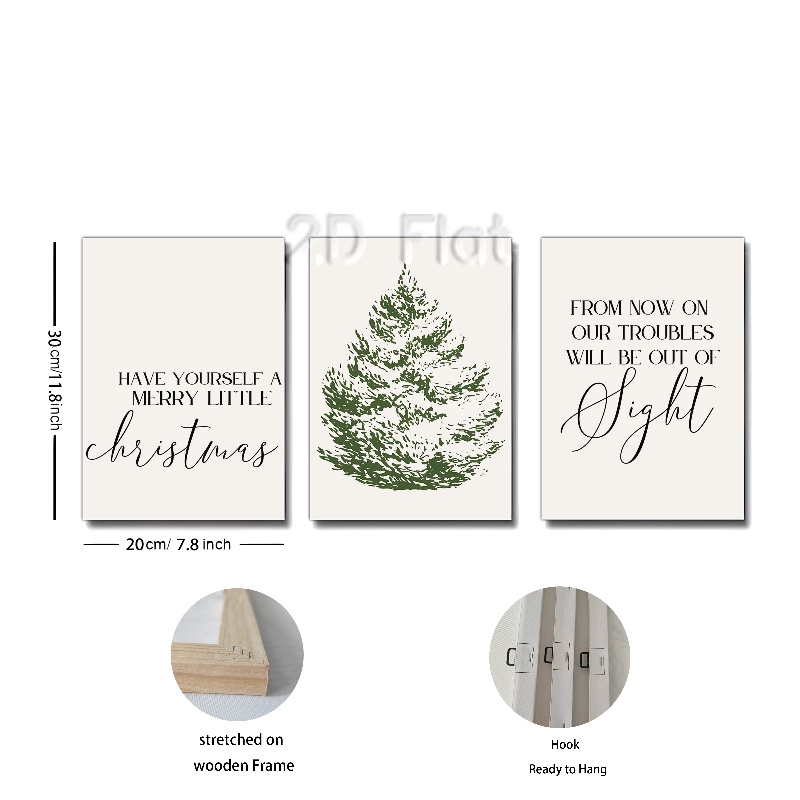 2D Flat
30cm/11.8inch
HAVE YOURSELF A
MERRY LITTLE
christmas
FROM NOW ON
OUR TROUBLES
WILL BE OUT OF
Sight
20cm/ 7.8 inch
stretched on
wooden Frame
Hook
Ready to Hang